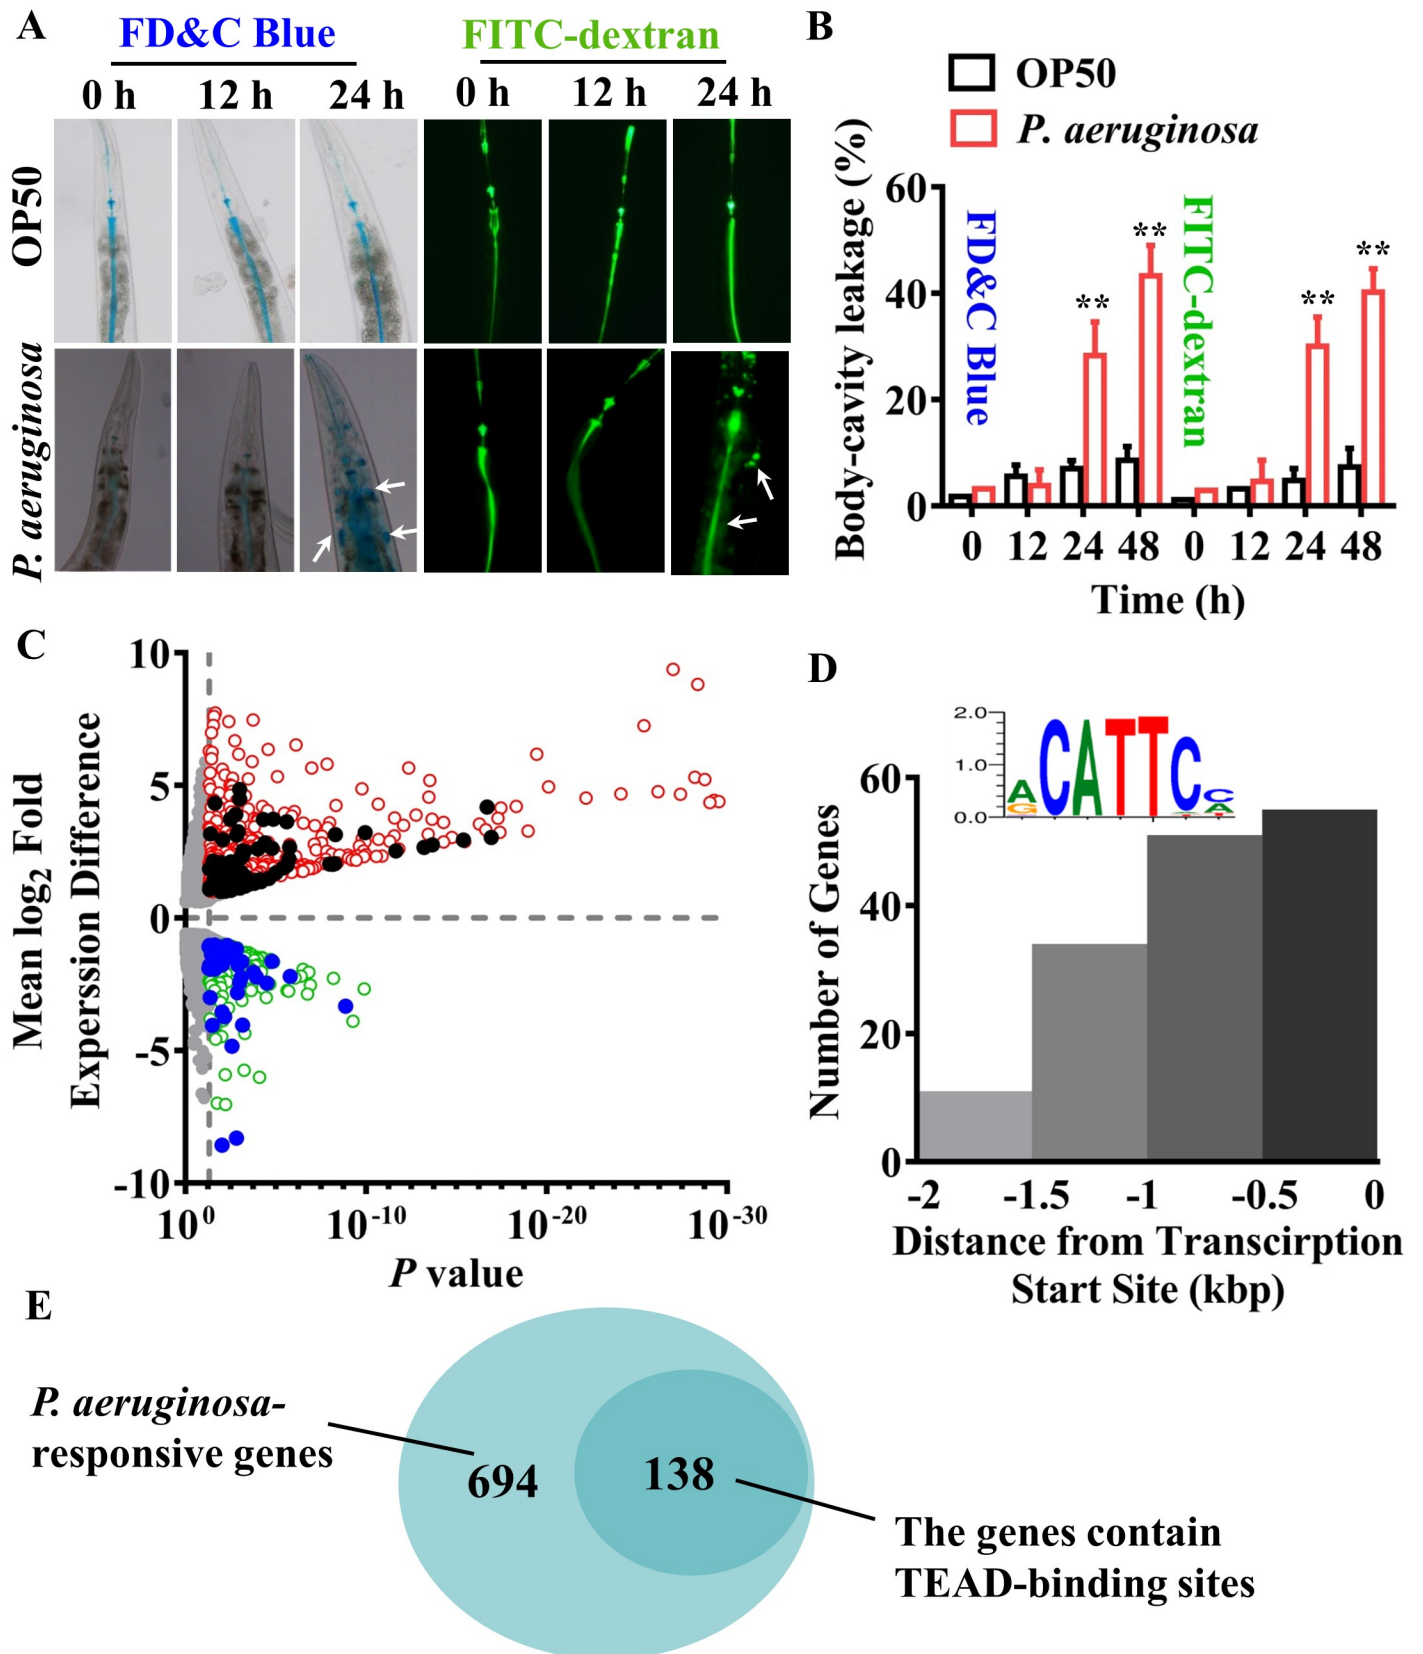 A
FD&C Blue
FITC-dextran
0 h
12 h
24 h
0 h
12 h
24 h
OP50
P. aeruginosa
B
OP50
P. aeruginosa
Body-cavity leakage (%)
60
40
20
0
FD&C Blue
FITC-dextran
**
**
**
**
0
12
24
48
0
12
24
48
Time (h)
C
Mean log2 Fold
Experssion Difference
10
5
0
-5
-10
10^0
10^-10
10^-20
10^-30
P value
D
2.0
1.0
0.0
A
G
CATTC
C
A
Number of Genes
60
40
20
0
-2
-1.5
-1
-0.5
0
Distance from Transcirption
Start Site (kbp)
E
P. aeruginosa-
responsive genes
694
138
The genes contain
TEAD-binding sites